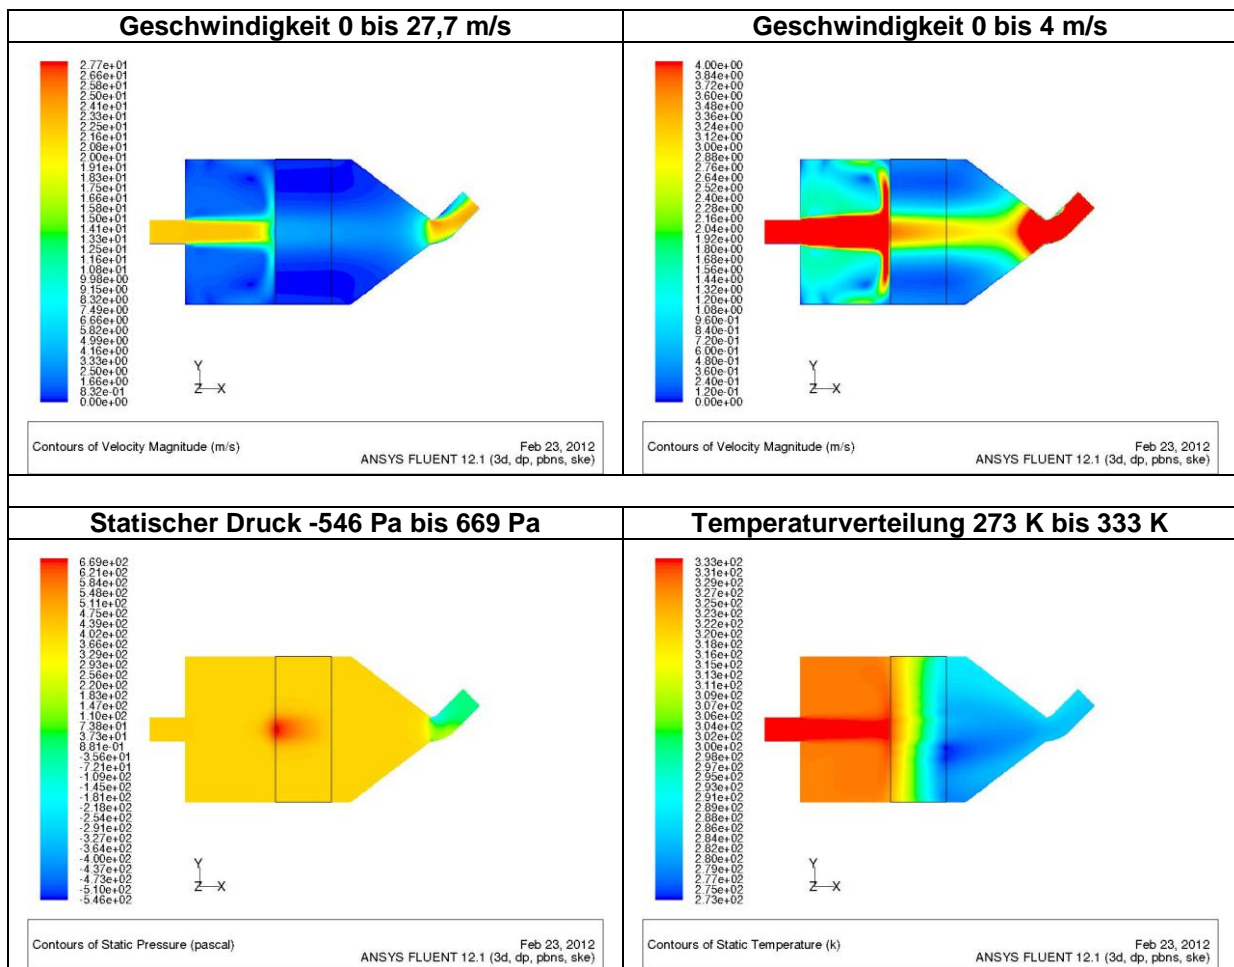 Geschwindigkeit 0 bis 27,7 m/s
2.77e+01
2.66e+01
2.58e+01
2.50e+01
2.41e+01
2.33e+01
2.25e+01
2.16e+01
2.08e+01
2.00e+01
1.91e+01
1.83e+01
1.75e+01
1.66e+01
1.58e+01
1.50e+01
1.41e+01
1.33e+01
1.25e+01
1.16e+01
1.08e+01
9.98e+00
9.15e+00
8.32e+00
7.49e+00
6.66e+00
5.82e+00
4.99e+00
4.16e+00
3.33e+00
2.50e+00
1.66e+00
8.32e-01
0.00e+00
Y
Z X
Contours of Velocity Magnitude (m/s)
Feb 23, 2012
ANSYS FLUENT 12.1 (3d, dp, pbns, ske)
Geschwindigkeit 0 bis 4 m/s
4.00e+00
3.84e+00
3.72e+00
3.60e+00
3.48e+00
3.36e+00
3.24e+00
3.12e+00
3.00e+00
2.88e+00
2.76e+00
2.64e+00
2.52e+00
2.40e+00
2.28e+00
2.16e+00
2.04e+00
1.92e+00
1.80e+00
1.68e+00
1.56e+00
1.44e+00
1.32e+00
1.20e+00
1.08e+00
9.60e-01
8.40e-01
7.20e-01
6.00e-01
4.80e-01
3.60e-01
2.40e-01
1.20e-01
0.00e+00
Y
Z X
Contours of Velocity Magnitude (m/s)
Feb 23, 2012
ANSYS FLUENT 12.1 (3d, dp, pbns, ske)
Statischer Druck -546 Pa bis 669 Pa
6.69e+02
6.21e+02
5.84e+02
5.48e+02
5.11e+02
4.75e+02
4.39e+02
4.02e+02
3.66e+02
3.29e+02
2.93e+02
2.56e+02
2.20e+02
1.83e+02
1.47e+02
1.10e+02
7.38e+01
3.73e+01
8.81e-01
-3.56e+01
-7.21e+01
-1.09e+02
-1.45e+02
-1.81e+02
-2.18e+02
-2.54e+02
-2.91e+02
-3.27e+02
-3.64e+02
-4.00e+02
-4.37e+02
-4.73e+02
-5.10e+02
-5.46e+02
Y
Z X
Contours of Static Pressure (pascal)
Feb 23, 2012
ANSYS FLUENT 12.1 (3d, dp, pbns, ske)
Temperaturverteilung 273 K bis 333 K
3.33e+02
3.31e+02
3.29e+02
3.27e+02
3.25e+02
3.23e+02
3.22e+02
3.20e+02
3.18e+02
3.16e+02
3.15e+02
3.13e+02
3.11e+02
3.09e+02
3.07e+02
3.06e+02
3.04e+02
3.02e+02
3.00e+02
2.98e+02
2.97e+02
2.95e+02
2.93e+02
2.91e+02
2.89e+02
2.88e+02
2.86e+02
2.84e+02
2.82e+02
2.80e+02
2.79e+02
2.77e+02
2.75e+02
2.73e+02
Y
Z X
Contours of Static Temperature (k)
Feb 23, 2012
ANSYS FLUENT 12.1 (3d, dp, pbns, ske)